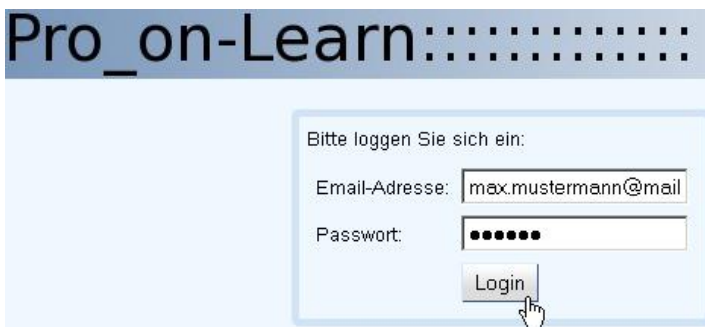 Pro_on-Learn:::::::::::::
Bitte loggen Sie sich ein:
Email-Adresse: max.mustermann@mail
Passwort: ●●●●●●
Login